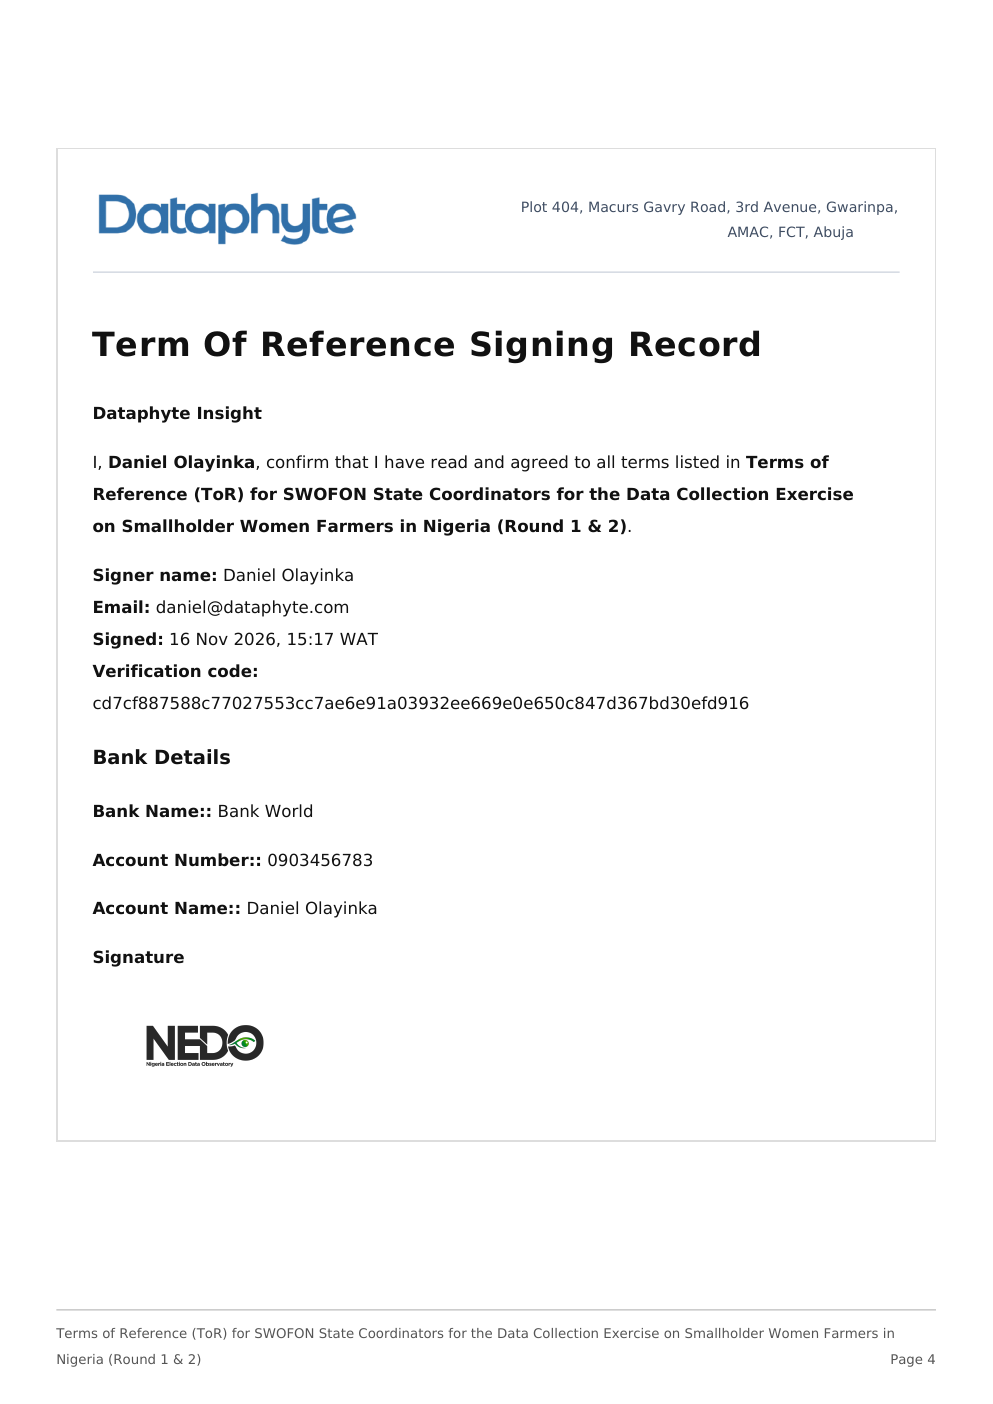 Dataphyte
Plot 404, Macurs Gavry Road, 3rd Avenue, Gwarinpa,
AMAC, FCT, Abuja
Term Of Reference Signing Record
Dataphyte Insight
I, Daniel Olayinka, confirm that I have read and agreed to all terms listed in Terms of
Reference (ToR) for SWOFON State Coordinators for the Data Collection Exercise
on Smallholder Women Farmers in Nigeria (Round 1 & 2).
Signer name: Daniel Olayinka
Email: daniel@dataphyte.com
Signed: 16 Nov 2026, 15:17 WAT
Verification code:
cd7cf887588c77027553cc7ae6e91a03932ee669e0e650c847d367bd30efd916
Bank Details
Bank Name:: Bank World
Account Number:: 0903456783
Account Name:: Daniel Olayinka
Signature
NEDO
Nigeria Election Data Observatory
Terms of Reference (ToR) for SWOFON State Coordinators for the Data Collection Exercise on Smallholder Women Farmers in
Nigeria (Round 1 & 2)
Page 4